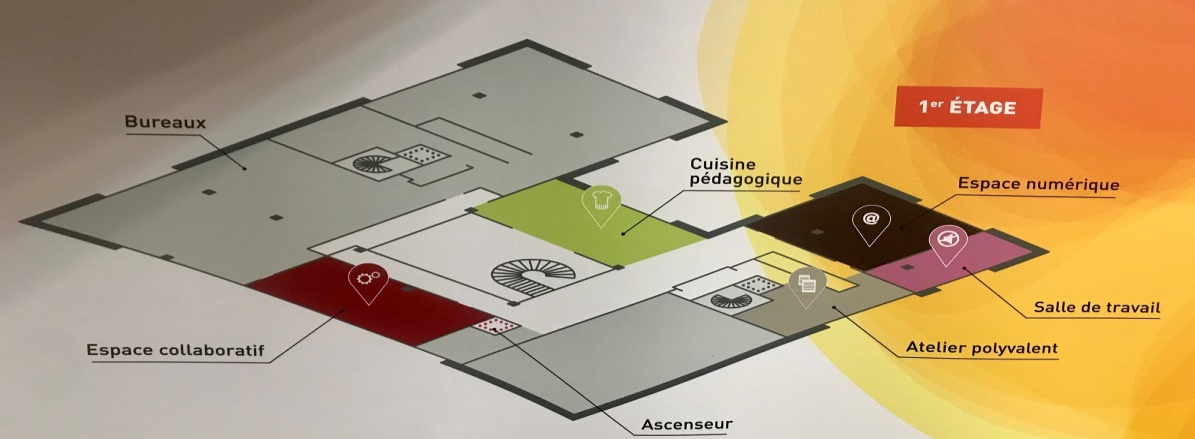 1er ÉTAGE
Bureaux
Cuisine
pédagogique
Espace numérique
@
Salle de travail
Espace collaboratif
Atelier polyvalent
Ascenseur